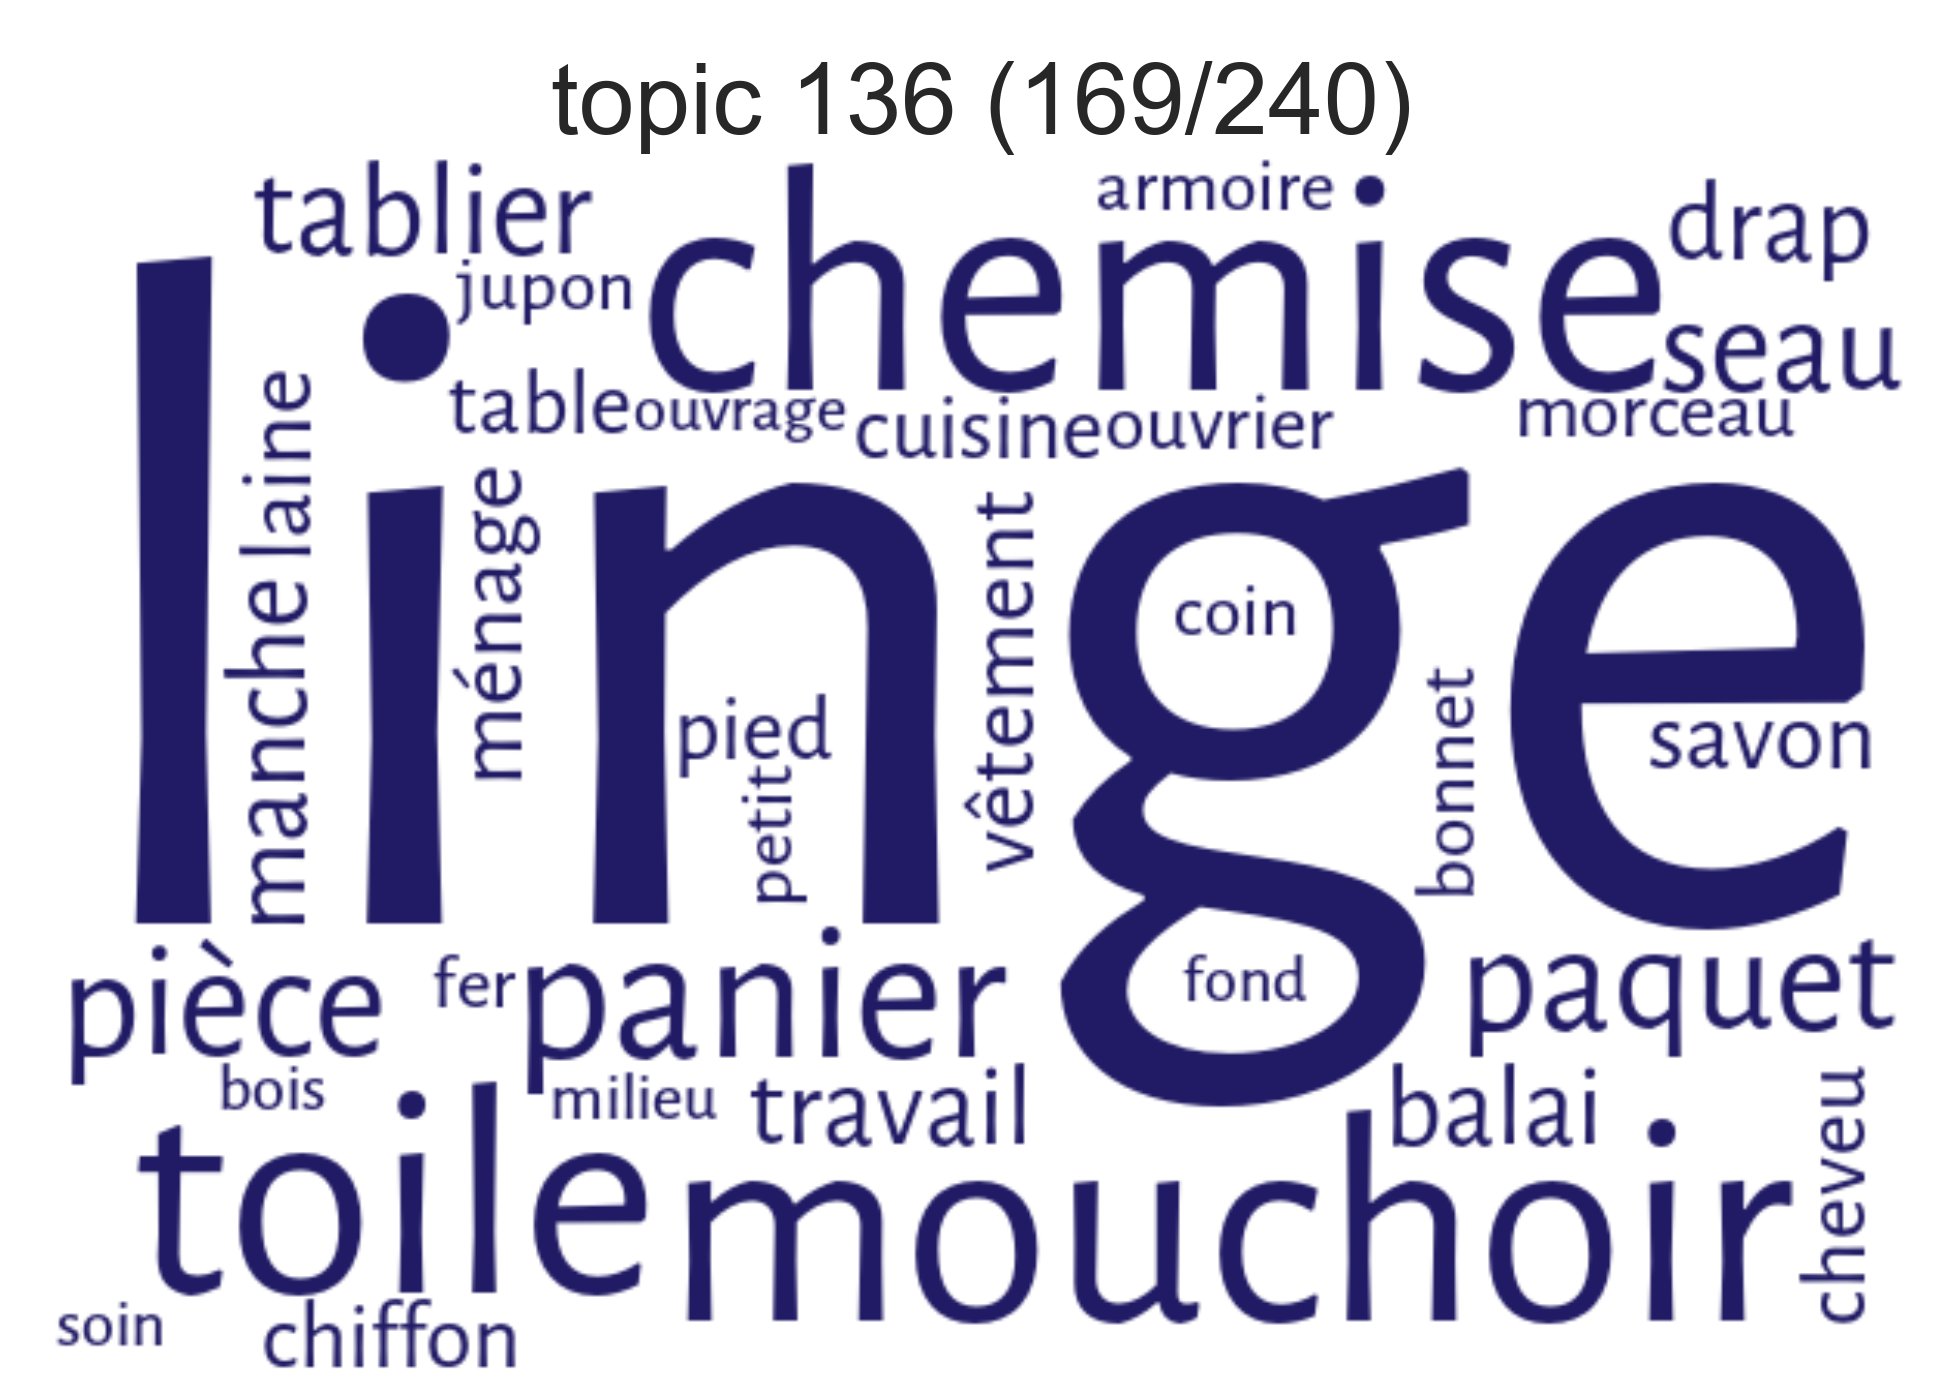 topic 136 (169/240)
tablier
armoire
drap
chemise
jupon
seau
table
ouvrage
cuisine
ouvrier
morceau
laine
manche
ménage
linge
vêtement
coin
pied
petit
bonnet
savon
pièce
fer
panier
fond
paquet
bois
milieu
travail
balai
cheveu
toile
mouchoir
soin
chiffon